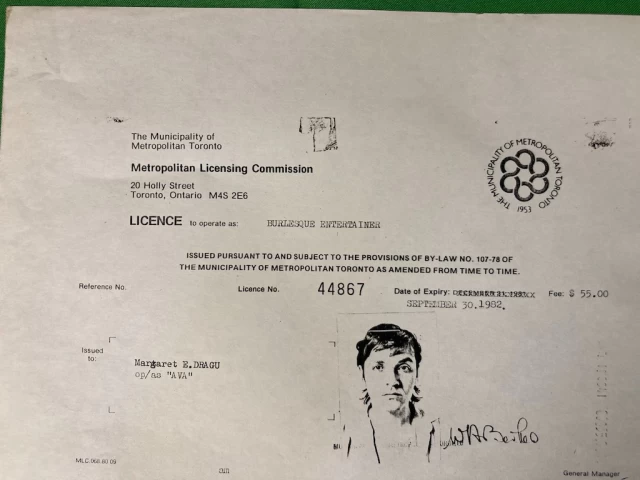 The Municipality of
Metropolitan Toronto
Metropolitan Licensing Commission
20 Holly Street
Toronto, Ontario M4S 2E6
THE MUNICIPALITY OF METROPOLITAN TORONTO
1953
LICENCE to operate as: BURLESQUE ENTERTAINER
ISSUED PURSUANT TO AND SUBJECT TO THE PROVISIONS OF BY-LAW NO. 107-78 OF
THE MUNICIPALITY OF METROPOLITAN TORONTO AS AMENDED FROM TIME TO TIME.
Reference No. Licence No. 44867 Date of Expiry: Fee: $ 55.00
SEPTEMBER 30,1982.
Issued
to:
Margaret E.DRAGU
op/as "AVA"
General Manager